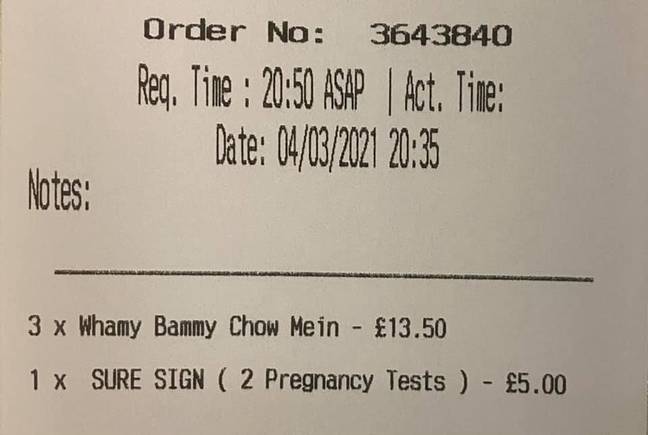 Order No: 3643840
Req. Time : 20:50 ASAP | Act. Time:
Date: 04/03/2021 20:35
Notes:
3 x Whamy Bammy Chow Mein - £13.50
1 x SURE SIGN ( 2 Pregnancy Tests ) - £5.00